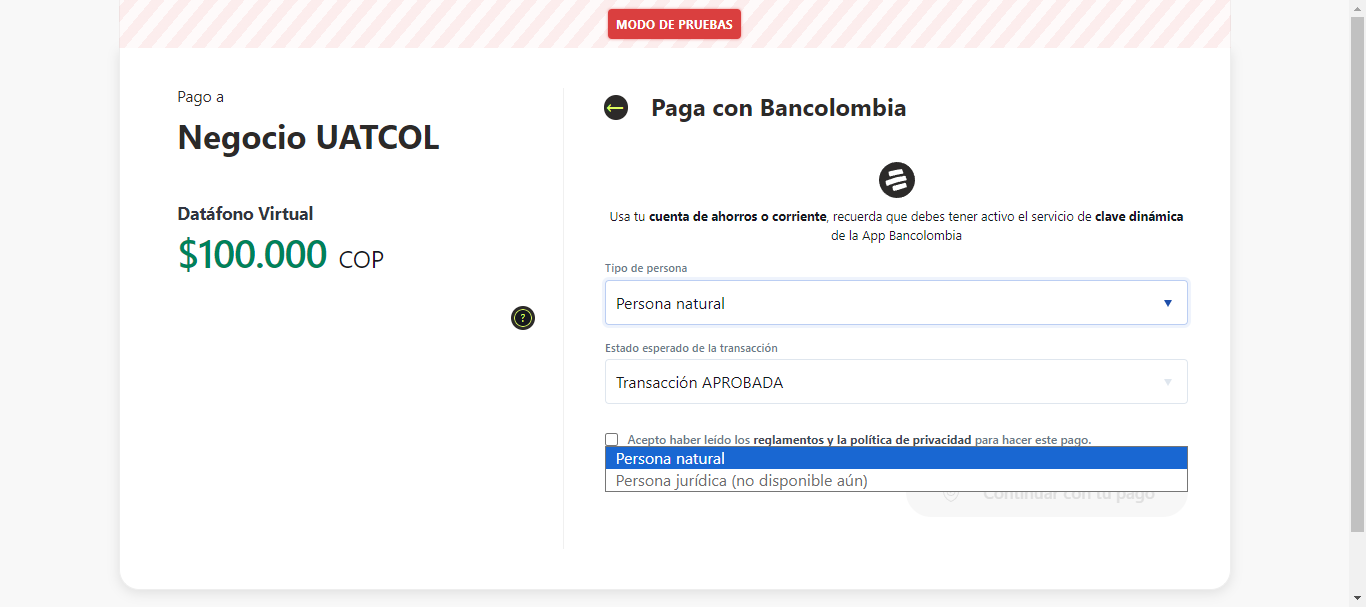 MODO DE PRUEBAS
Pago a
Negocio UATCOL
Datáfono Virtual
$100.000 COP
?
Paga con Bancolombia
Usa tu cuenta de ahorros o corriente, recuerda que debes tener activo el servicio de clave dinámica
de la App Bancolombia
Tipo de persona
Persona natural
Estado esperado de la transacción
Transacción APROBADA
Acepto haber leído los reglamentos y la política de privacidad para hacer este pago.
Persona natural
Persona jurídica (no disponible aún)
Continuar con tu pago